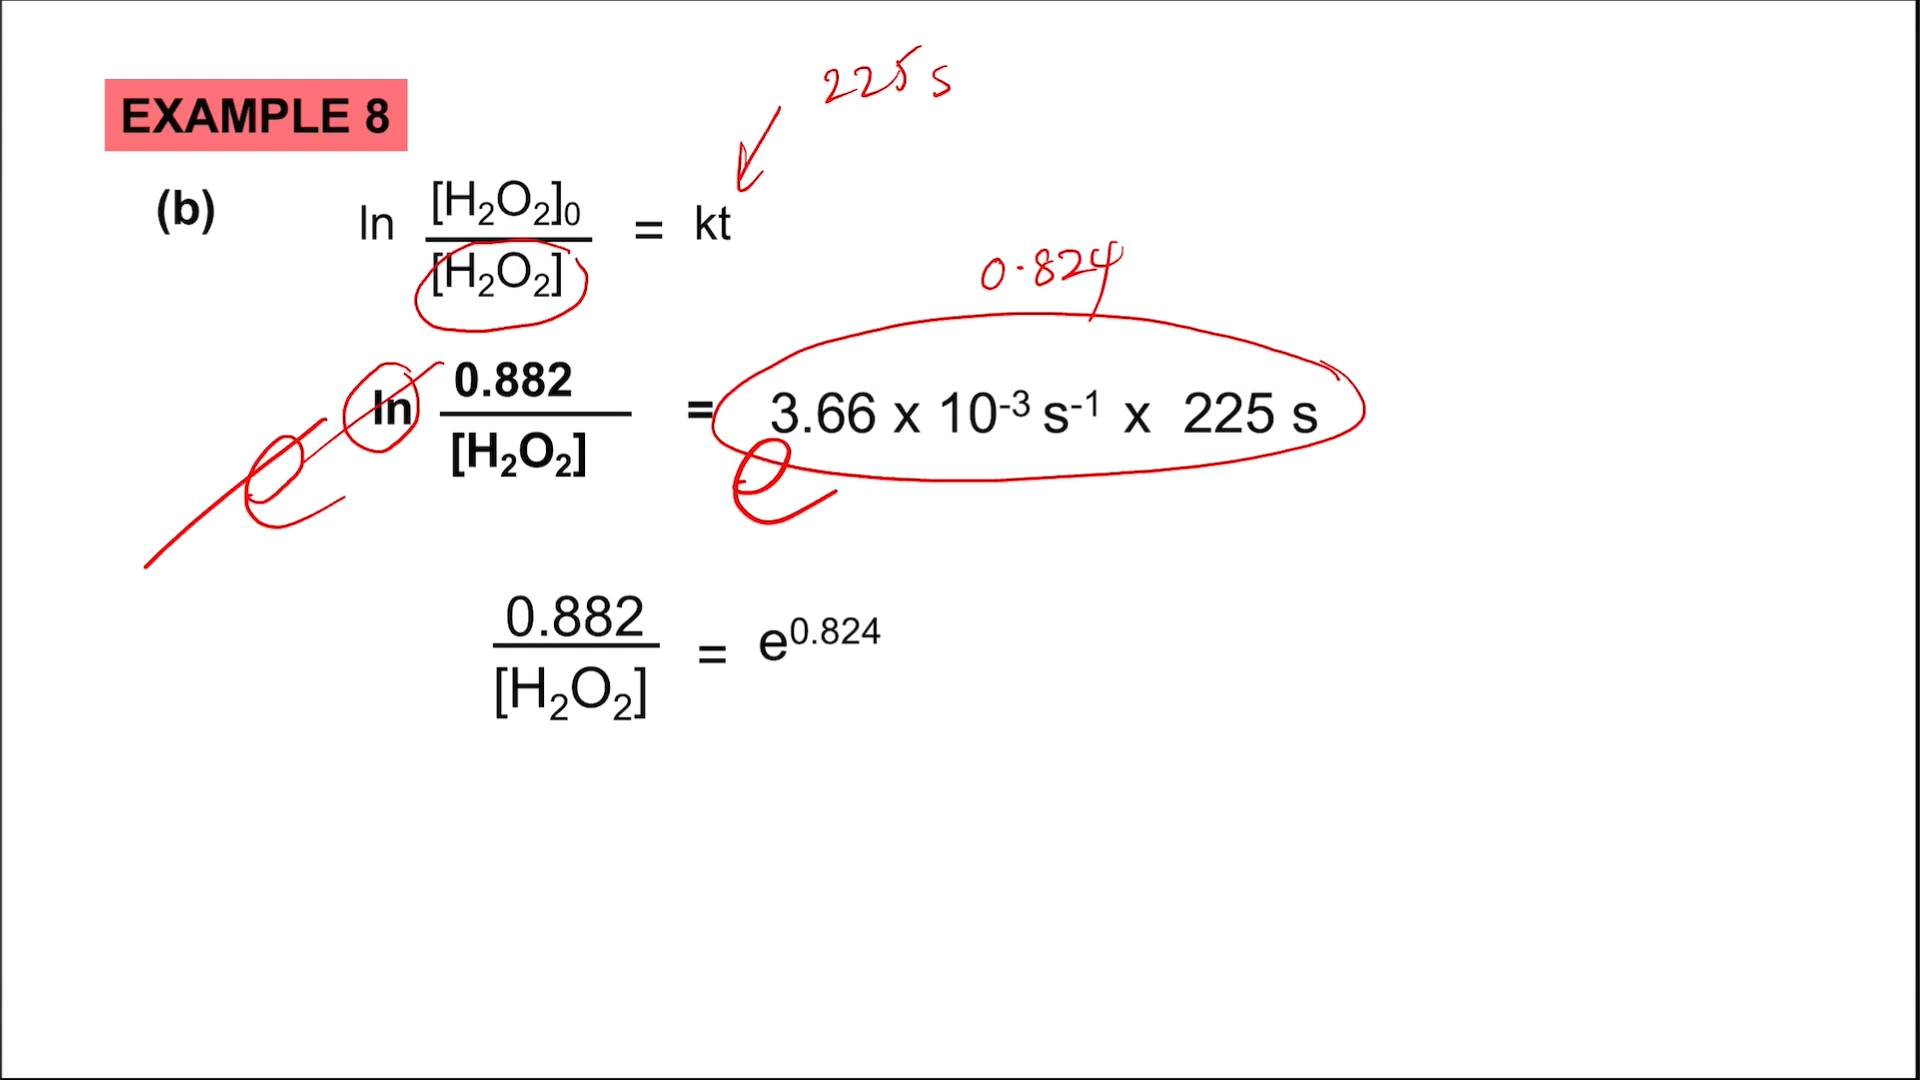 225 s
EXAMPLE 8
(b) ln [H₂O₂]₀ / [H₂O₂] = kt
0.824
ln 0.882 / [H₂O₂] = 3.66 x 10⁻³ s⁻¹ x 225 s
e e
0.882 / [H₂O₂] = e⁰·⁸²⁴